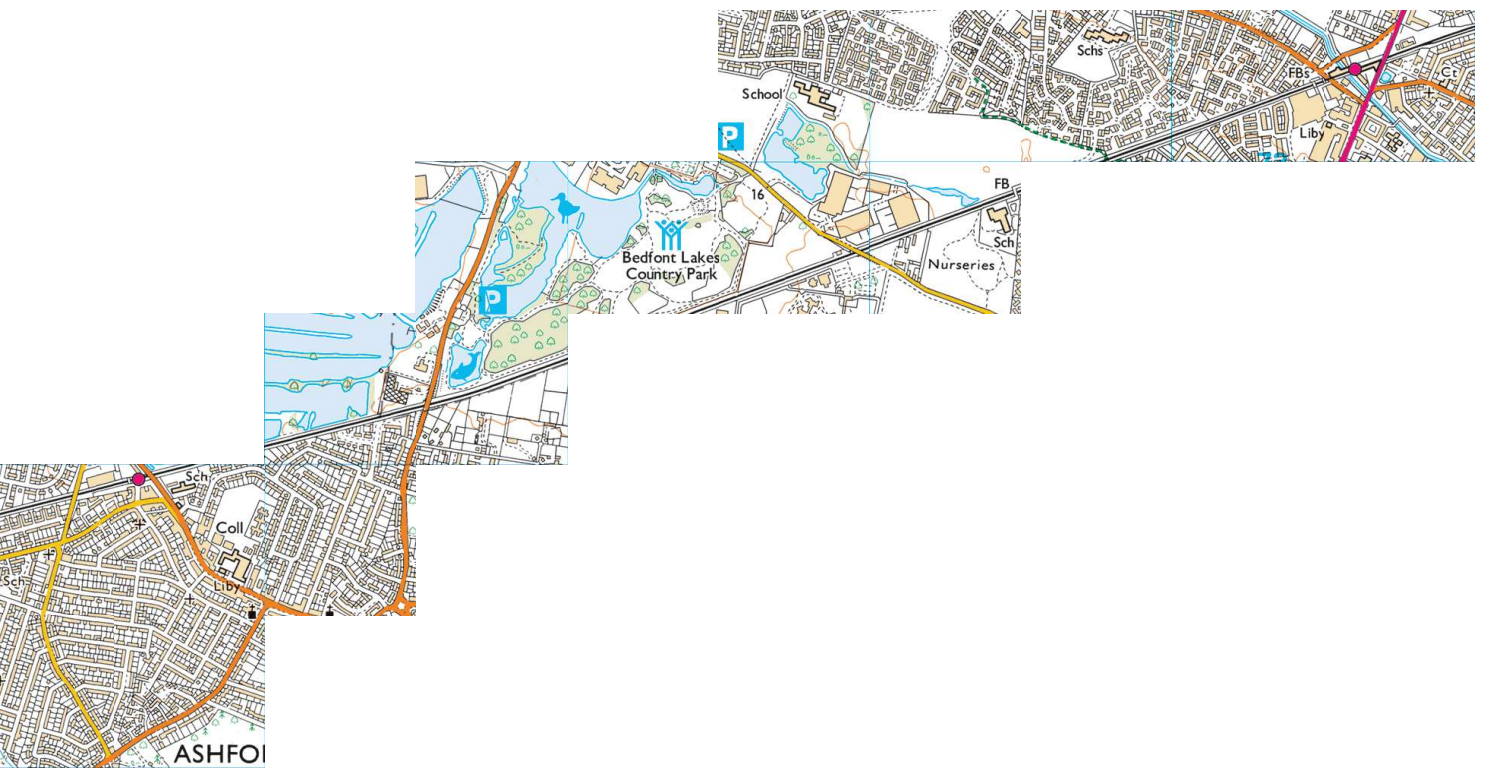 Schs
FBs
Ct
School
Liby
P
FB
16
Sch
Bedfont Lakes
Country Park
Nurseries
P
Sch
Coll
Sch
Liby
ASHFO